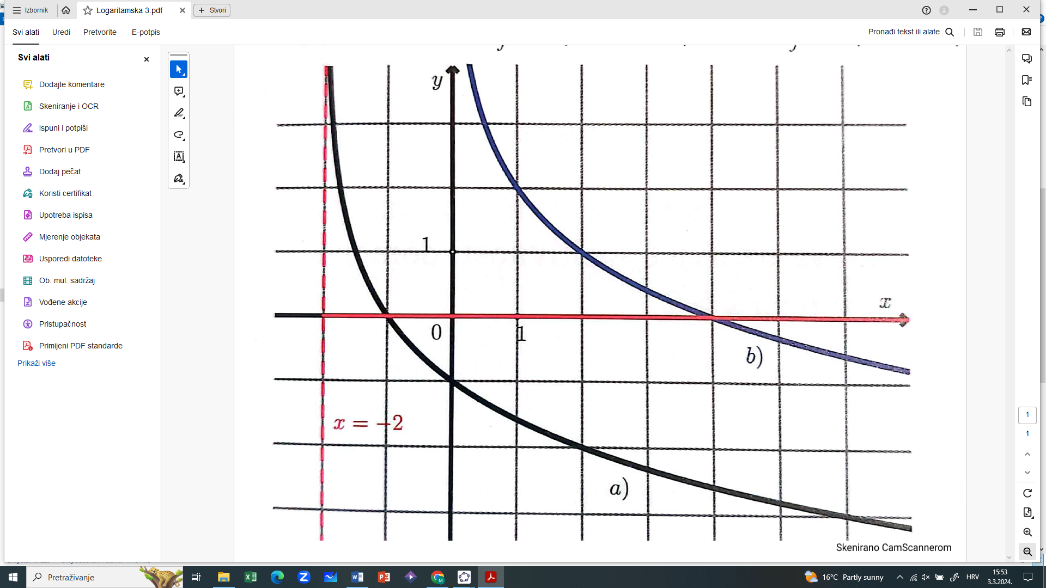 Izbornik
Logaritamska 3.pdf
Stvori
Svi alati
Uredi
Pretvorite
E-potpis
Pronađi tekst ili alate
Svi alati
Dodajte komentare
Skeniranje i OCR
Ispuni i potpiši
Pretvori u PDF
Dodaj pečat
Koristi certifikat
Upotreba ispisa
Mjerenje objekata
Usporedi datoteke
Ob. mul. sadržaj
Vođene akcije
Pristupačnost
Primijeni PDF standarde
Prikaži više
y
1
0
1
x
b)
x = −2
a)
Skenirano CamScannerom
1
1
Pretraživanje
16°C Partly sunny
HRV
15:53
3.3.2024.